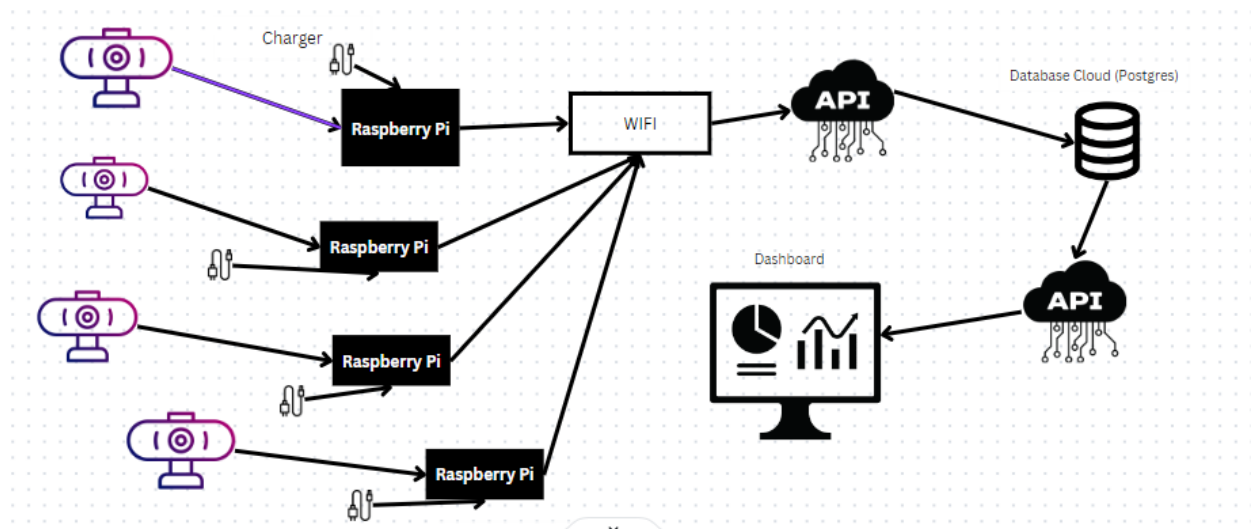 Charger
Raspberry Pi
WIFI
API
Database Cloud (Postgres)
Raspberry Pi
Dashboard
API
Raspberry Pi
Raspberry Pi